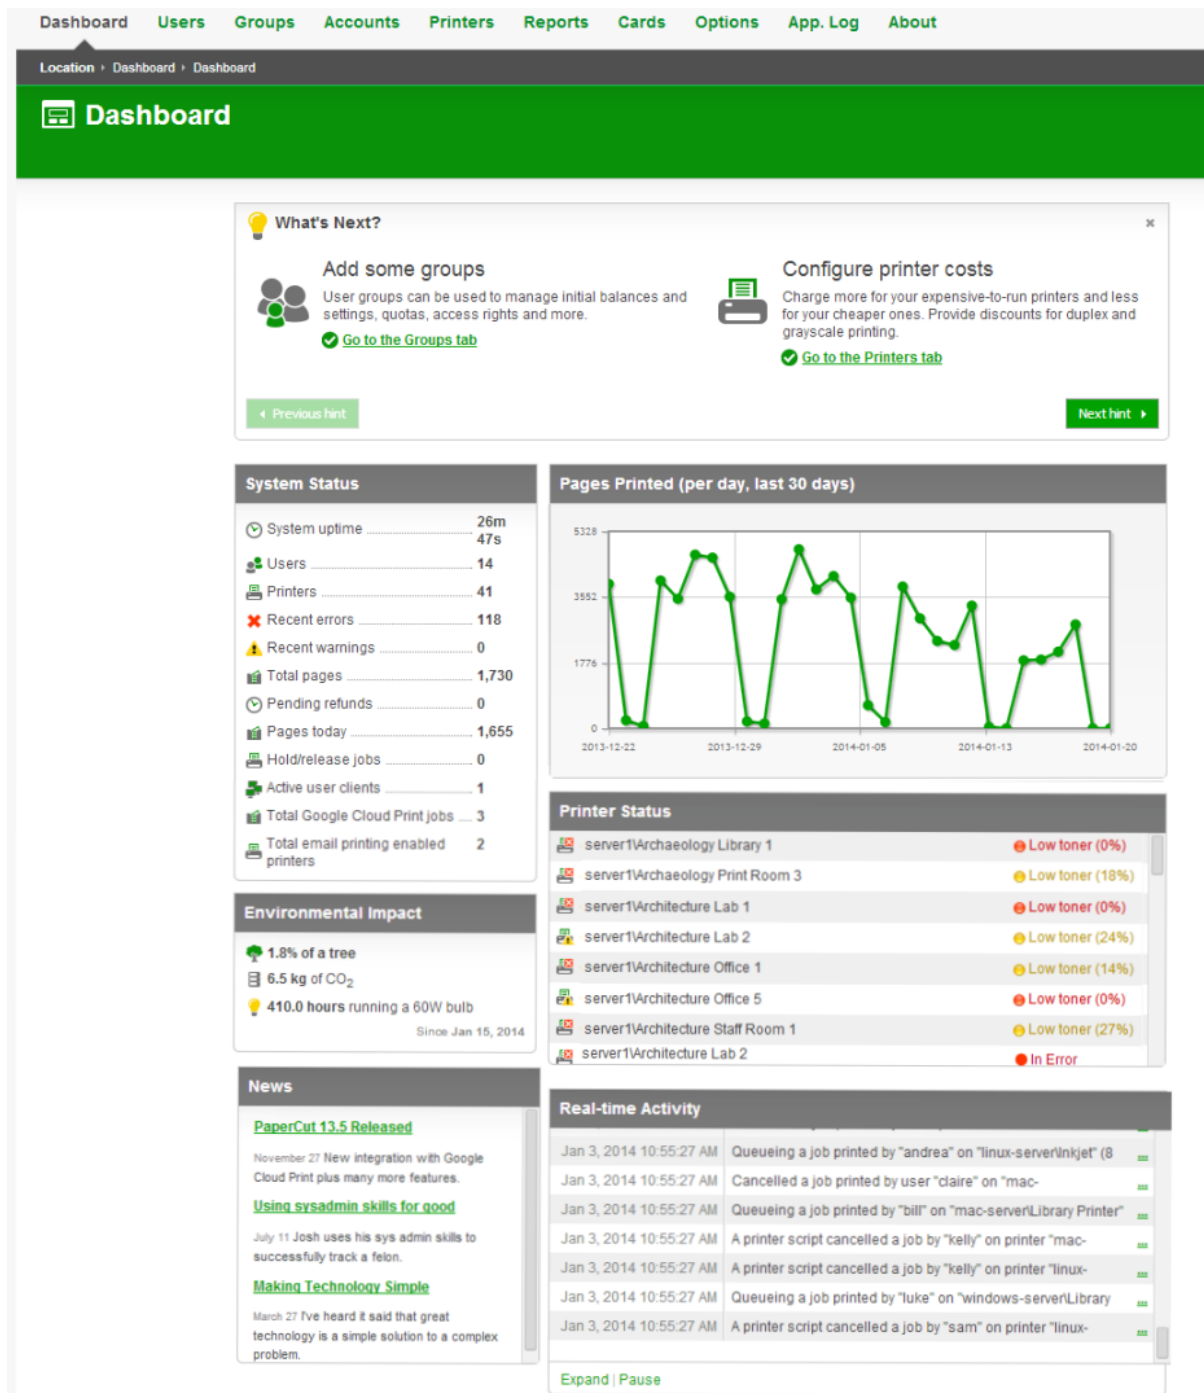 Dashboard Users Groups Accounts Printers Reports Cards Options App. Log About
Location Dashboard Dashboard
Dashboard
What's Next?
Add some groups
User groups can be used to manage initial balances and
settings, quotas, access rights and more.
Go to the Groups tab
Configure printer costs
Charge more for your expensive-to-run printers and less
for your cheaper ones. Provide discounts for duplex and
grayscale printing.
Go to the Printers tab
Previous hint
Next hint
System Status
System uptime 26m
47s
Users 14
Printers 41
Recent errors 118
Recent warnings 0
Total pages 1,730
Pending refunds 0
Pages today 1,655
Hold/release jobs 0
Active user clients 1
Total Google Cloud Print jobs 3
Total email printing enabled 2
printers
Environmental Impact
1.8% of a tree
6.5 kg of CO2
410.0 hours running a 60W bulb
Since Jan 15, 2014
News
PaperCut 13.5 Released
November 27 New integration with Google
Cloud Print plus many more features.
Using sysadmin skills for good
July 11 Josh uses his sys admin skills to
successfully track a felon.
Making Technology Simple
March 27 I've heard it said that great
technology is a simple solution to a complex
problem.
Pages Printed (per day, last 30 days)
5328
3552
1776
0
2013-12-22 2013-12-29 2014-01-05 2014-01-13 2014-01-20
Printer Status
server1\Archaeology Library 1 Low toner (0%)
server1\Archaeology Print Room 3 Low toner (18%)
server1\Architecture Lab 1 Low toner (0%)
server1\Architecture Lab 2 Low toner (24%)
server1\Architecture Office 1 Low toner (14%)
server1\Architecture Office 5 Low toner (0%)
server1\Architecture Staff Room 1 Low toner (27%)
server1\Architecture Lab 2 In Error
Real-time Activity
Jan 3, 2014 10:55:27 AM Queueing a job printed by "andrea" on "linux-server\Inkjet" (8 ...
Jan 3, 2014 10:55:27 AM Cancelled a job printed by user "claire" on "mac- ...
Jan 3, 2014 10:55:27 AM Queueing a job printed by "bill" on "mac-server\Library Printer" ...
Jan 3, 2014 10:55:27 AM A printer script cancelled a job by "kelly" on printer "mac- ...
Jan 3, 2014 10:55:27 AM A printer script cancelled a job by "kelly" on printer "linux- ...
Jan 3, 2014 10:55:27 AM Queueing a job printed by "luke" on "windows-server\Library ...
Jan 3, 2014 10:55:27 AM A printer script cancelled a job by "sam" on printer "linux- ...
Expand | Pause